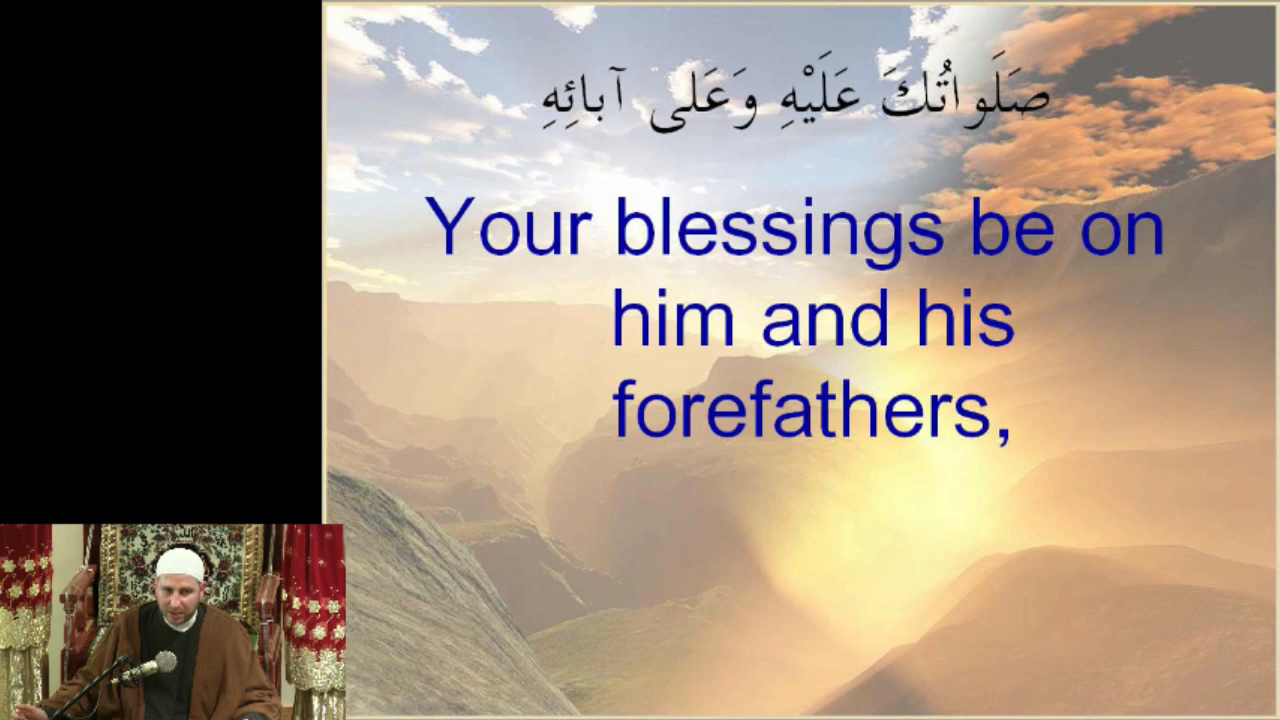 صَلَواتُكَ عَلَيْهِ وَعَلى آبائِهِ
Your blessings be on
him and his
forefathers,